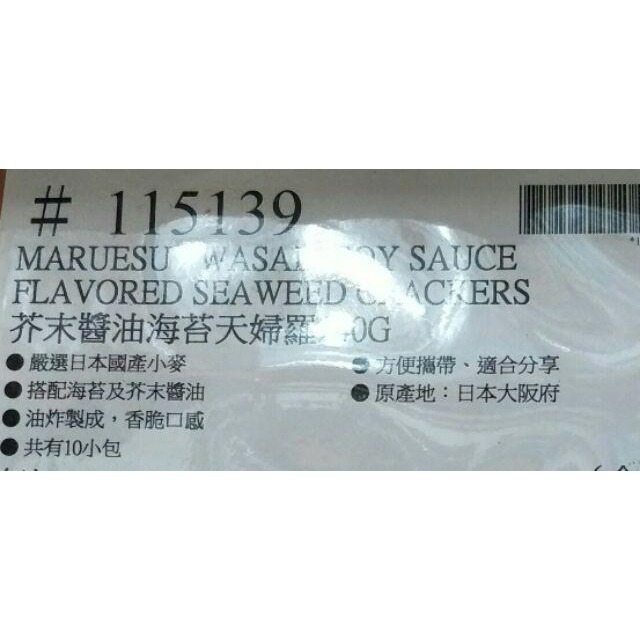 # 115139
MARUESU SAUCE
FLAVORED SEAWEED
芥末醬油海苔天婦羅
● 嚴選日本國產小麥
● 搭配海苔及芥末醬油
● 油炸製成，香脆口感
● 共有10小包
● 方便攜帶、適合分享
● 原產地：日本大阪府